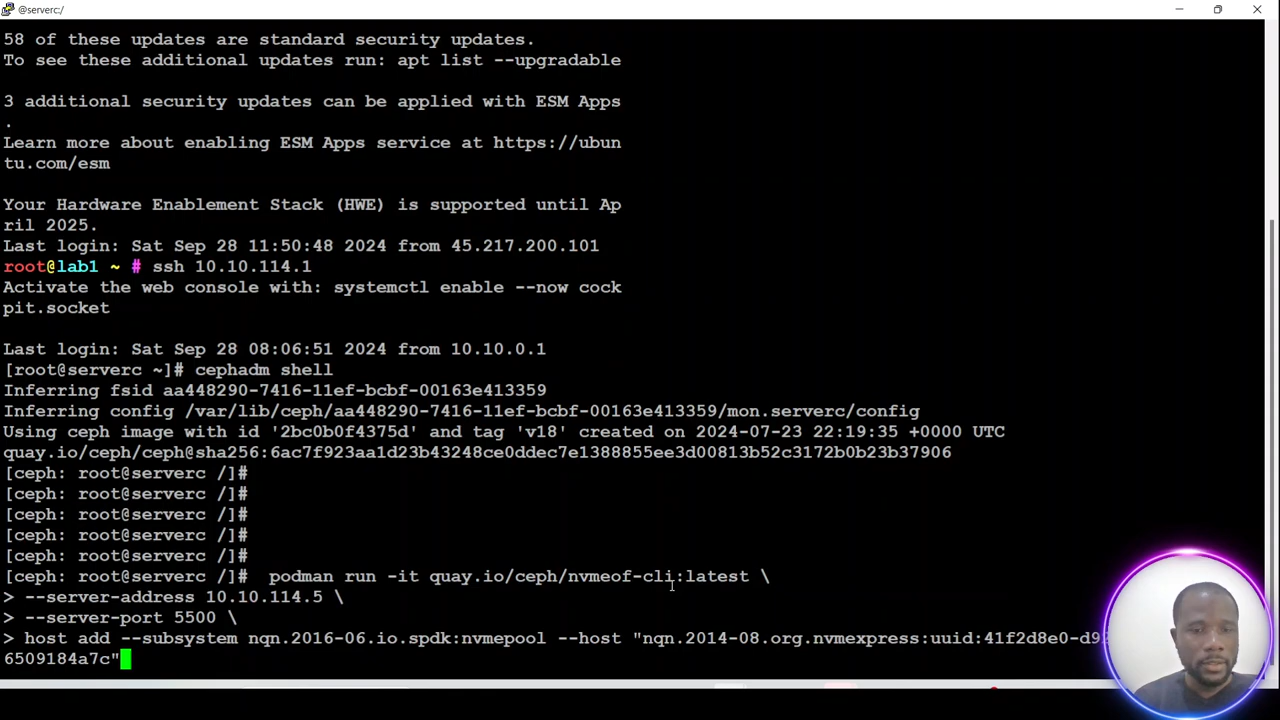 @serverc:/
58 of these updates are standard security updates.
To see these additional updates run: apt list --upgradable
3 additional security updates can be applied with ESM Apps
.
Learn more about enabling ESM Apps service at https://ubun
tu.com/esm
Your Hardware Enablement Stack (HWE) is supported until Ap
ril 2025.
Last login: Sat Sep 28 11:50:48 2024 from 45.217.200.101
root@lab1 ~ # ssh 10.10.114.1
Activate the web console with: systemctl enable --now cock
pit.socket
Last login: Sat Sep 28 08:06:51 2024 from 10.10.0.1
[root@serverc ~]# cephadm shell
Inferring fsid aa448290-7416-11ef-bcbf-00163e413359
Inferring config /var/lib/ceph/aa448290-7416-11ef-bcbf-00163e413359/mon.serverc/config
Using ceph image with id '2bc0b0f4375d' and tag 'v18' created on 2024-07-23 22:19:35 +0000 UTC
quay.io/ceph/ceph@sha256:6ac7f923aa1d23b43248ce0ddec7e1388855ee3d00813b52c3172b0b23b37906
[ceph: root@serverc /]#
[ceph: root@serverc /]#
[ceph: root@serverc /]#
[ceph: root@serverc /]#
[ceph: root@serverc /]#
[ceph: root@serverc /]# podman run -it quay.io/ceph/nvmeof-cli:latest \
> --server-address 10.10.114.5 \
> --server-port 5500 \
> host add --subsystem nqn.2016-06.io.spdk:nvmepool --host "nqn.2014-08.org.nvmexpress:uuid:41f2d8e0-d9
6509184a7c"